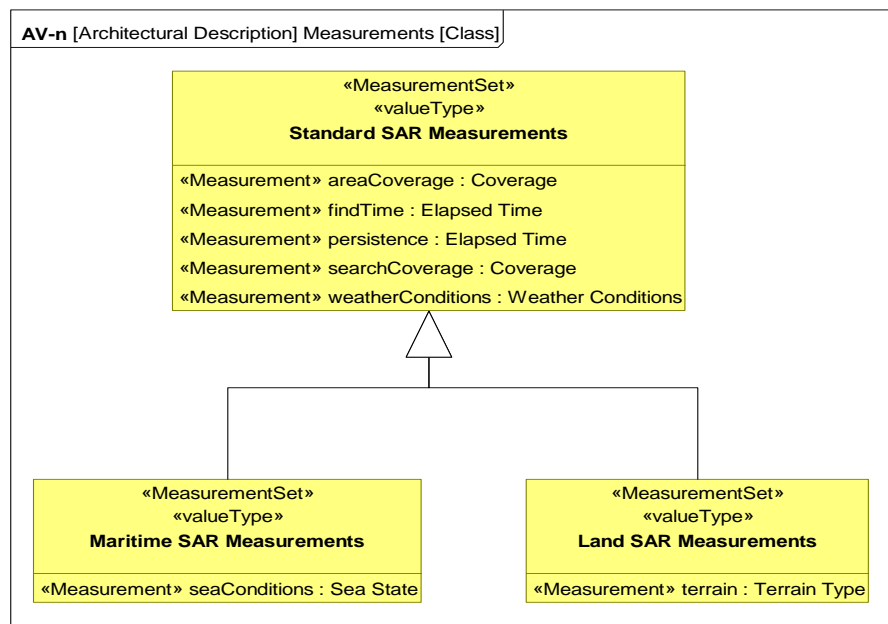 AV-n [Architectural Description] Measurements [Class]
«MeasurementSet»
«valueType»
Standard SAR Measurements
«Measurement» areaCoverage : Coverage
«Measurement» findTime : Elapsed Time
«Measurement» persistence : Elapsed Time
«Measurement» searchCoverage : Coverage
«Measurement» weatherConditions : Weather Conditions
«MeasurementSet»
«valueType»
Maritime SAR Measurements
«Measurement» seaConditions : Sea State
«MeasurementSet»
«valueType»
Land SAR Measurements
«Measurement» terrain : Terrain Type